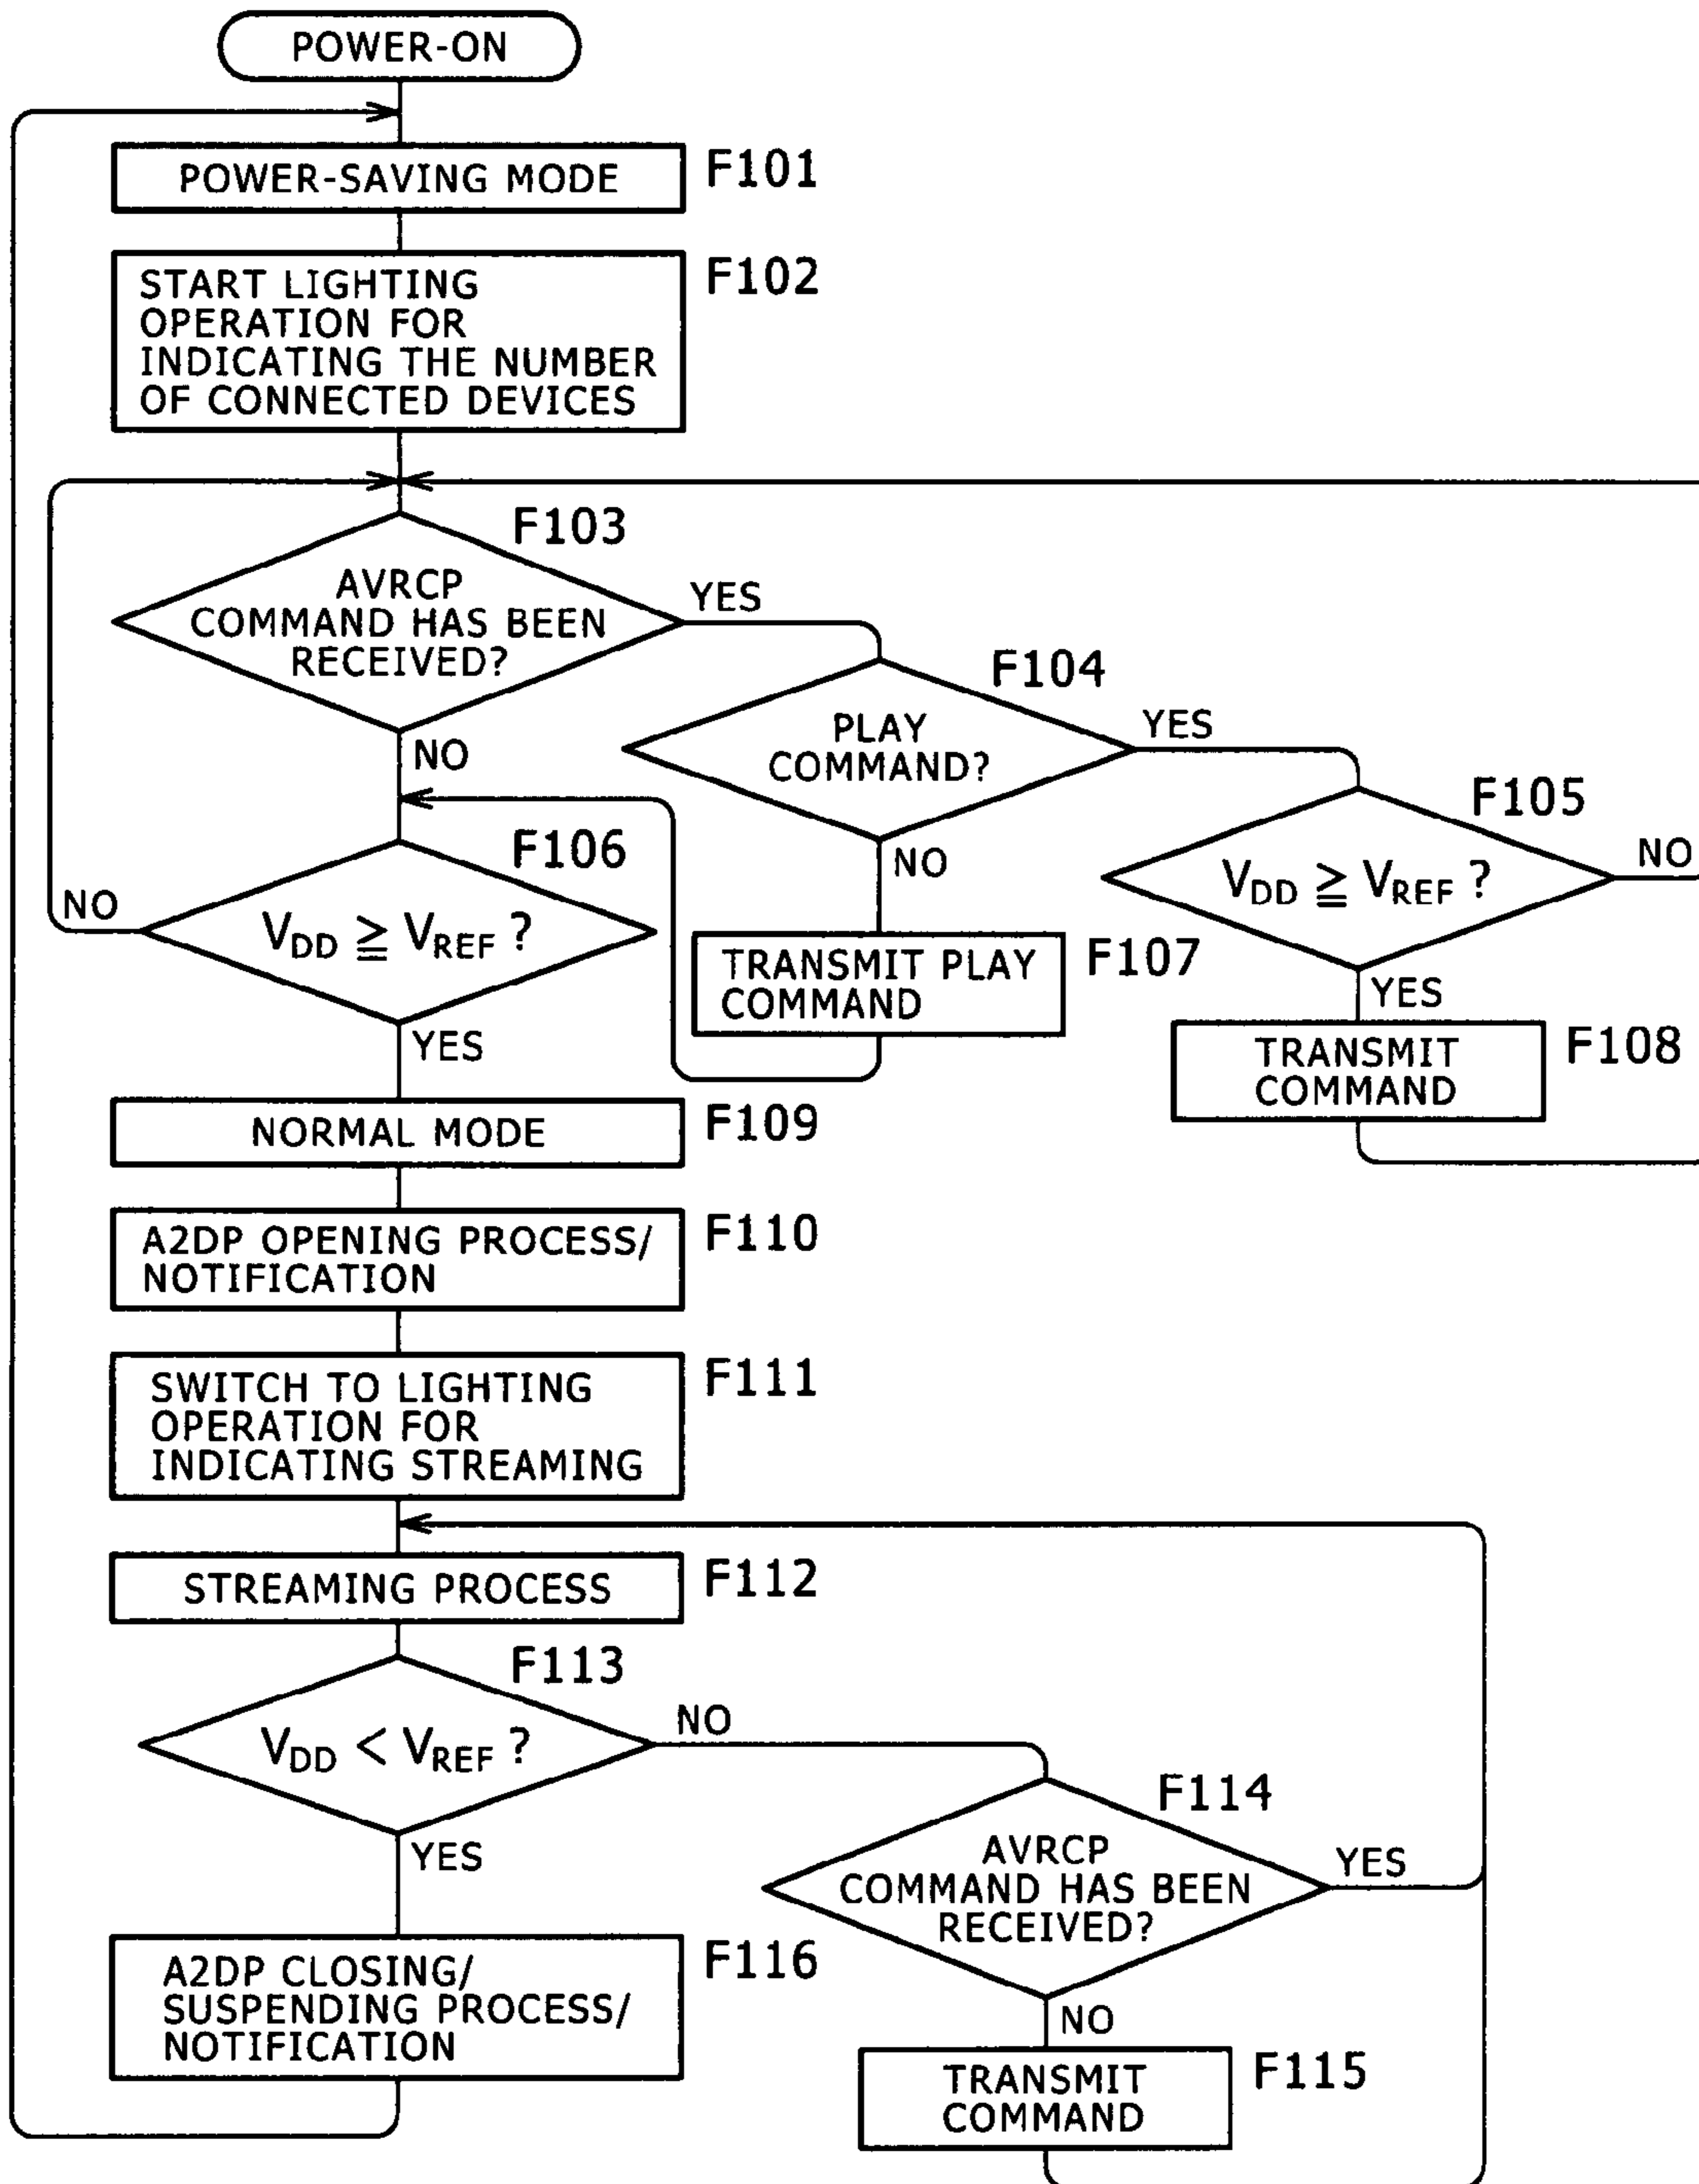 POWER-ON
POWER-SAVING MODE
F101
START LIGHTING
OPERATION FOR
INDICATING THE NUMBER
OF CONNECTED DEVICES
F102
F103
AVRCP
COMMAND HAS BEEN
RECEIVED?
YES
NO
F104
PLAY
COMMAND?
YES
NO
F105
VDD ≧ VREF ?
NO
YES
F106
VDD ≧ VREF ?
NO
YES
TRANSMIT PLAY
COMMAND
F107
TRANSMIT
COMMAND
F108
NORMAL MODE
F109
A2DP OPENING PROCESS/
NOTIFICATION
F110
SWITCH TO LIGHTING
OPERATION FOR
INDICATING STREAMING
F111
STREAMING PROCESS
F112
F113
VDD < VREF ?
NO
YES
F114
AVRCP
COMMAND HAS BEEN
RECEIVED?
YES
NO
TRANSMIT
COMMAND
F115
A2DP CLOSING/
SUSPENDING PROCESS/
NOTIFICATION
F116